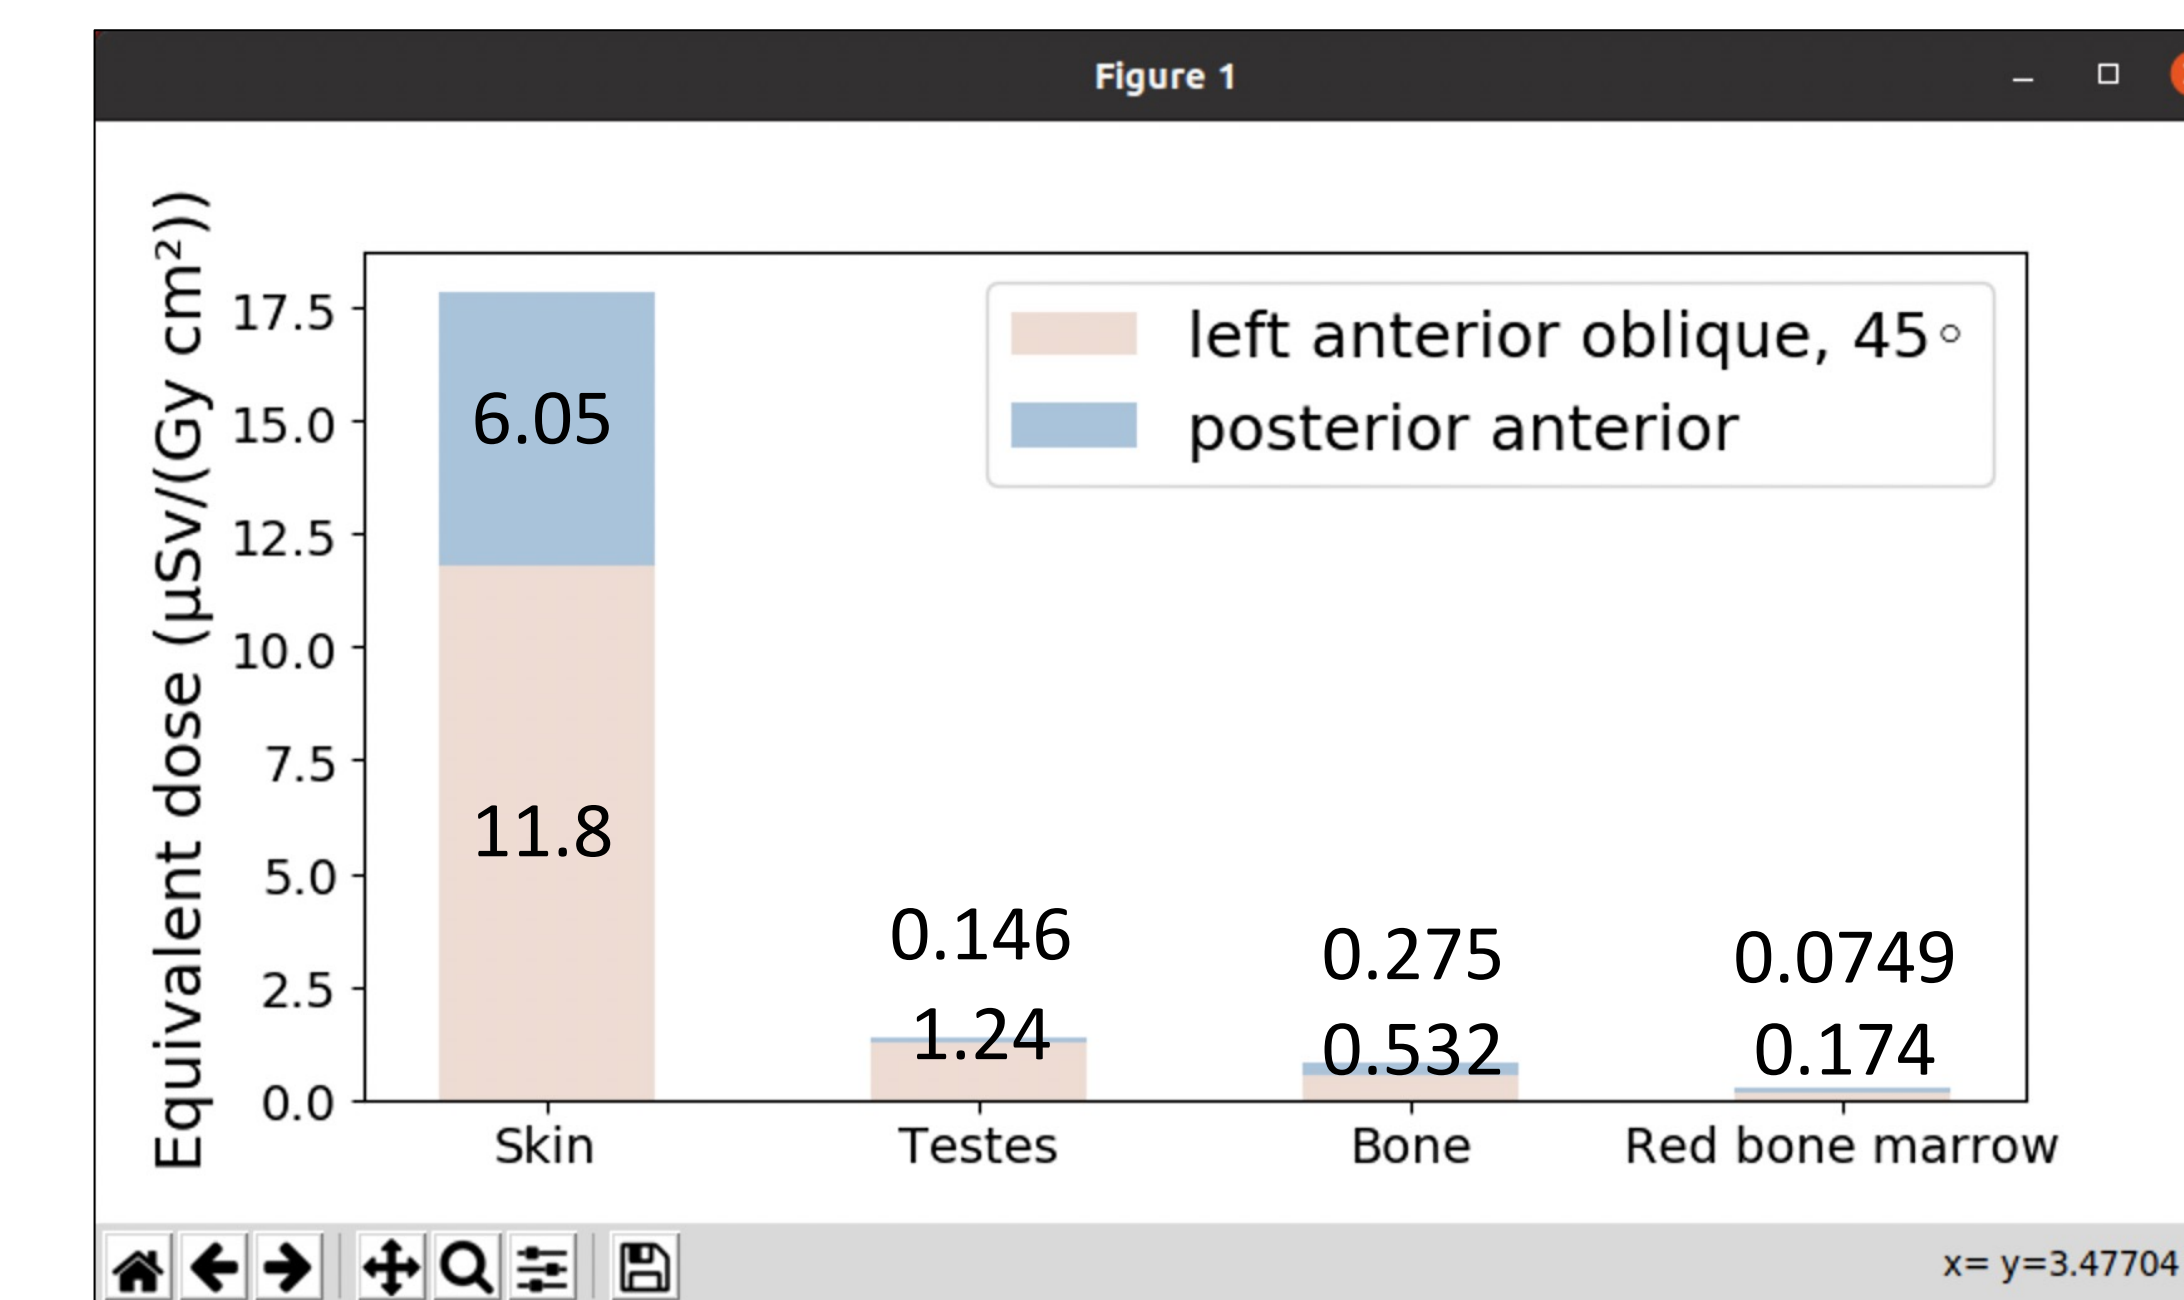 Figure 1
Equivalent dose (µSv/(Gy cm²))
17.5
15.0
12.5
10.0
7.5
5.0
2.5
0.0
left anterior oblique, 45°
posterior anterior
6.05
11.8
0.146
1.24
0.275
0.532
0.0749
0.174
Skin
Testes
Bone
Red bone marrow
x= y=3.47704